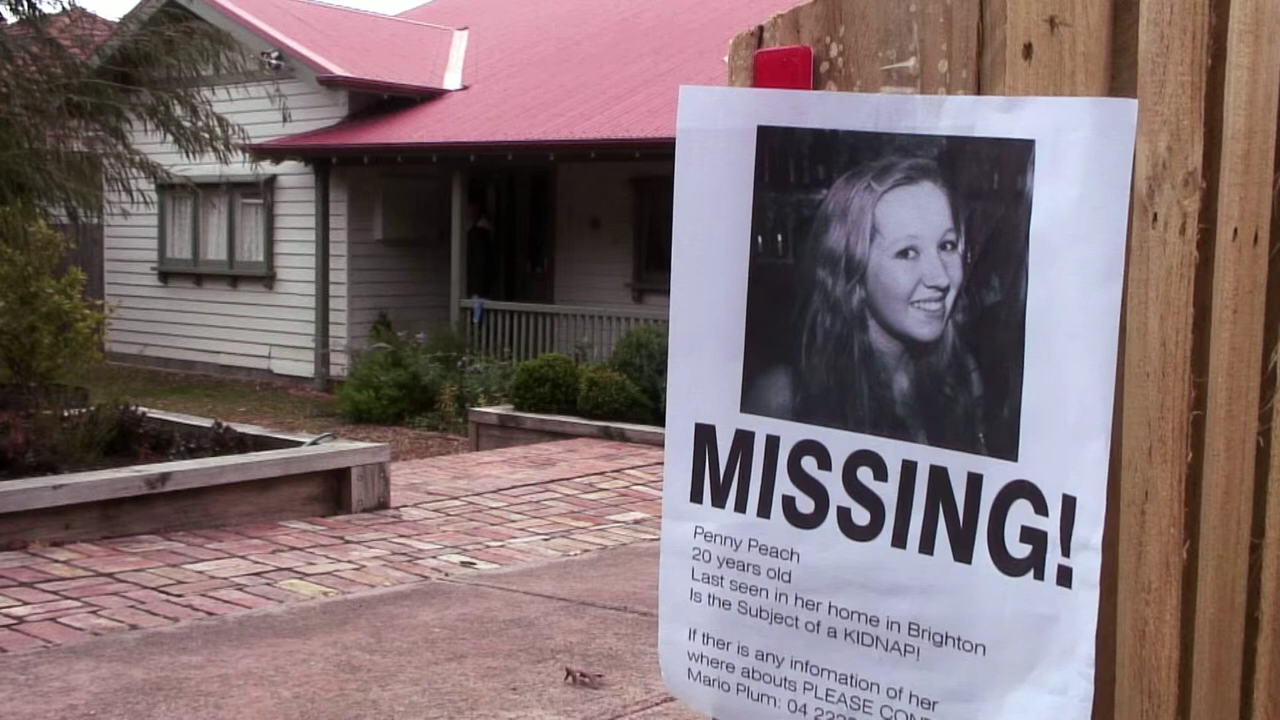 MISSING!
Penny Peach
20 years old
Last seen in her home in Brighton
Is the Subject of a KIDNAP!
If ther is any infomation of her
where abouts PLEASE
Mario Plum: 04